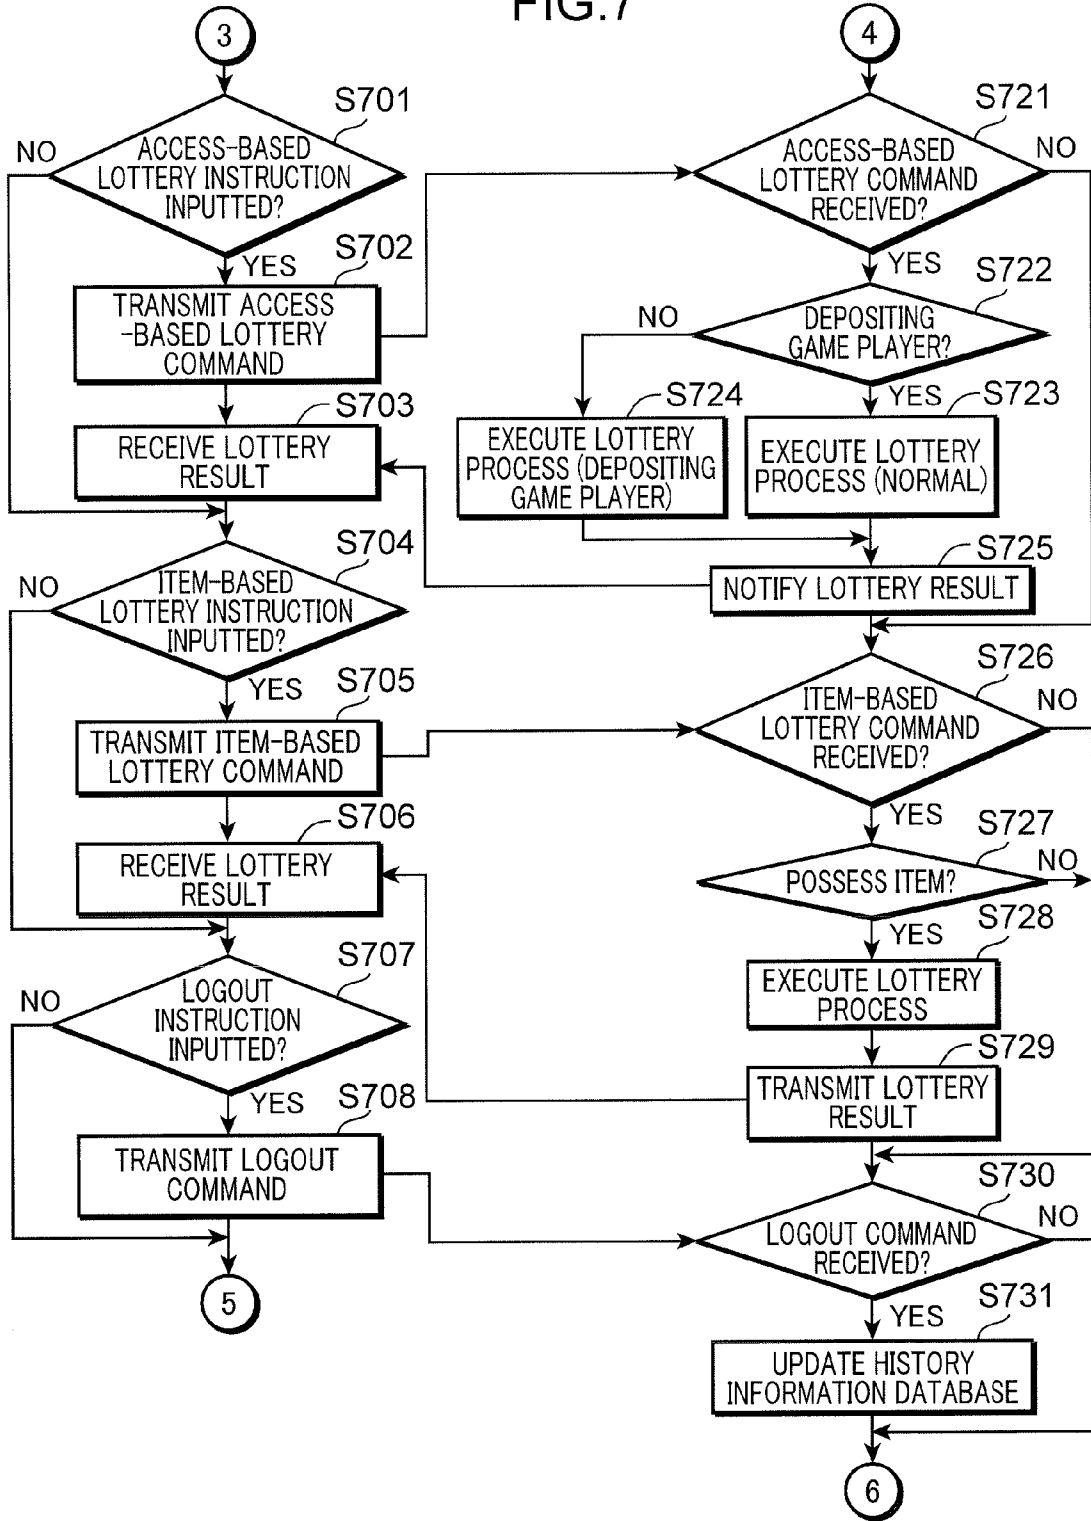 FIG.7
3
S701
NO
ACCESS-BASED
LOTTERY INSTRUCTION
INPUTTED?
YES
S702
TRANSMIT ACCESS
-BASED LOTTERY
COMMAND
S703
RECEIVE LOTTERY
RESULT
S704
NO
ITEM-BASED
LOTTERY INSTRUCTION
INPUTTED?
YES
S705
TRANSMIT ITEM-BASED
LOTTERY COMMAND
S706
RECEIVE LOTTERY
RESULT
S707
NO
LOGOUT
INSTRUCTION
INPUTTED?
YES
S708
TRANSMIT LOGOUT
COMMAND
5
4
S721
NO
ACCESS-BASED
LOTTERY COMMAND
RECEIVED?
YES
S722
NO
DEPOSITING
GAME PLAYER?
YES
S724
EXECUTE LOTTERY
PROCESS (DEPOSITING
GAME PLAYER)
S723
EXECUTE LOTTERY
PROCESS (NORMAL)
S725
NOTIFY LOTTERY RESULT
S726
ITEM-BASED
LOTTERY COMMAND
RECEIVED?
NO
YES
S727
POSSESS ITEM?
NO
YES
S728
EXECUTE LOTTERY
PROCESS
S729
TRANSMIT LOTTERY
RESULT
S730
NO
LOGOUT COMMAND
RECEIVED?
YES
S731
UPDATE HISTORY
INFORMATION DATABASE
6